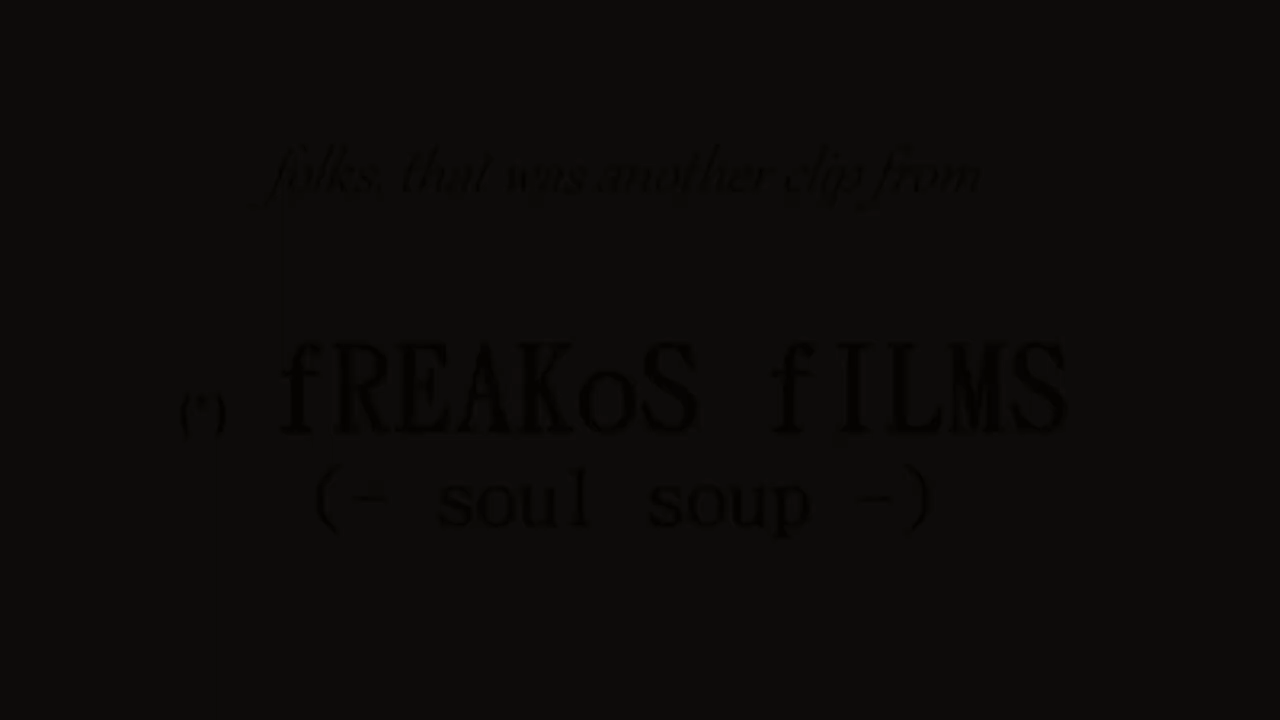 folks, that was another clip from
(*) fREAKoS fILMS
(- soul soup -)